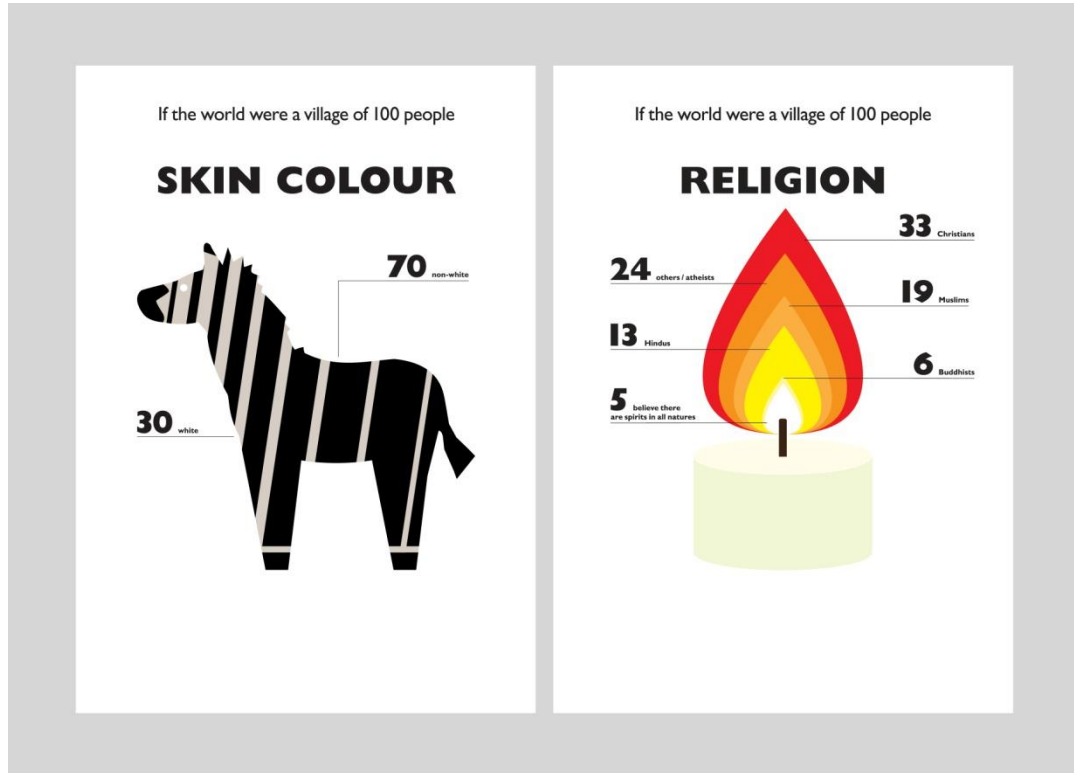 If the world were a village of 100 people
SKIN COLOUR
70 non-white
30 white
If the world were a village of 100 people
RELIGION
33 Christians
24 others / atheists
19 Muslims
13 Hindus
6 Buddhists
5 believe there
are spirits in all natures